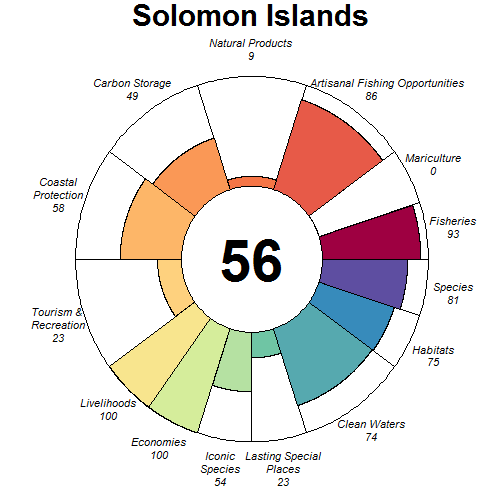 Solomon Islands
Natural Products
9
Artisanal Fishing Opportunities
86
Mariculture
0
Fisheries
93
Species
81
Habitats
75
Clean Waters
74
Lasting Special
Places
23
Iconic
Species
54
Economies
100
Livelihoods
100
Tourism &
Recreation
23
Coastal
Protection
58
Carbon Storage
49
56